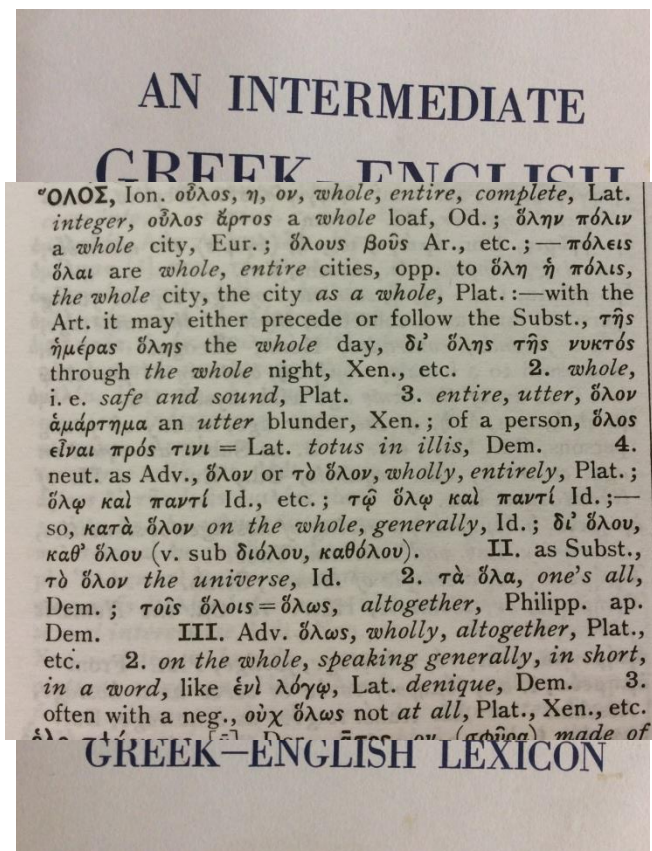 AN INTERMEDIATE
GREEK–ENGLISH
ὍΛΟΣ, Ion. οὖλος, η, ον, whole, entire, complete, Lat.
integer, οὖλος ἄρτος a whole loaf, Od.; ὅλην πόλιν
a whole city, Eur.; ὅλους βοῦς Ar., etc.;—πόλεις
ὅλαι are whole, entire cities, opp. to ὅλη ἡ πόλις,
the whole city, the city as a whole, Plat.:—with the
Art. it may either precede or follow the Subst., τῆς
ἡμέρας ὅλης the whole day, δι' ὅλης τῆς νυκτός
through the whole night, Xen., etc. 2. whole,
i. e. safe and sound, Plat. 3. entire, utter, ὅλον
ἁμάρτημα an utter blunder, Xen.; of a person, ὅλος
εἶναι πρός τινι = Lat. totus in illis, Dem. 4.
neut. as Adv., ὅλον or τὸ ὅλον, wholly, entirely, Plat.;
ὅλῳ καὶ παντί Id., etc.; τῷ ὅλῳ καὶ παντί Id.;—
so, κατὰ ὅλον on the whole, generally, Id.; δι' ὅλου,
καθ' ὅλου (v. sub διόλου, καθόλου). II. as Subst.,
τὸ ὅλον the universe, Id. 2. τὰ ὅλα, one's all,
Dem.; τοῖς ὅλοις=ὅλως, altogether, Philipp. ap.
Dem. III. Adv. ὅλως, wholly, altogether, Plat.,
etc. 2. on the whole, speaking generally, in short,
in a word, like ἑνὶ λόγῳ, Lat. denique, Dem. 3.
often with a neg., οὐχ ὅλως not at all, Plat., Xen., etc.
ον (σφῦρα) made of
GREEK–ENGLISH LEXICON